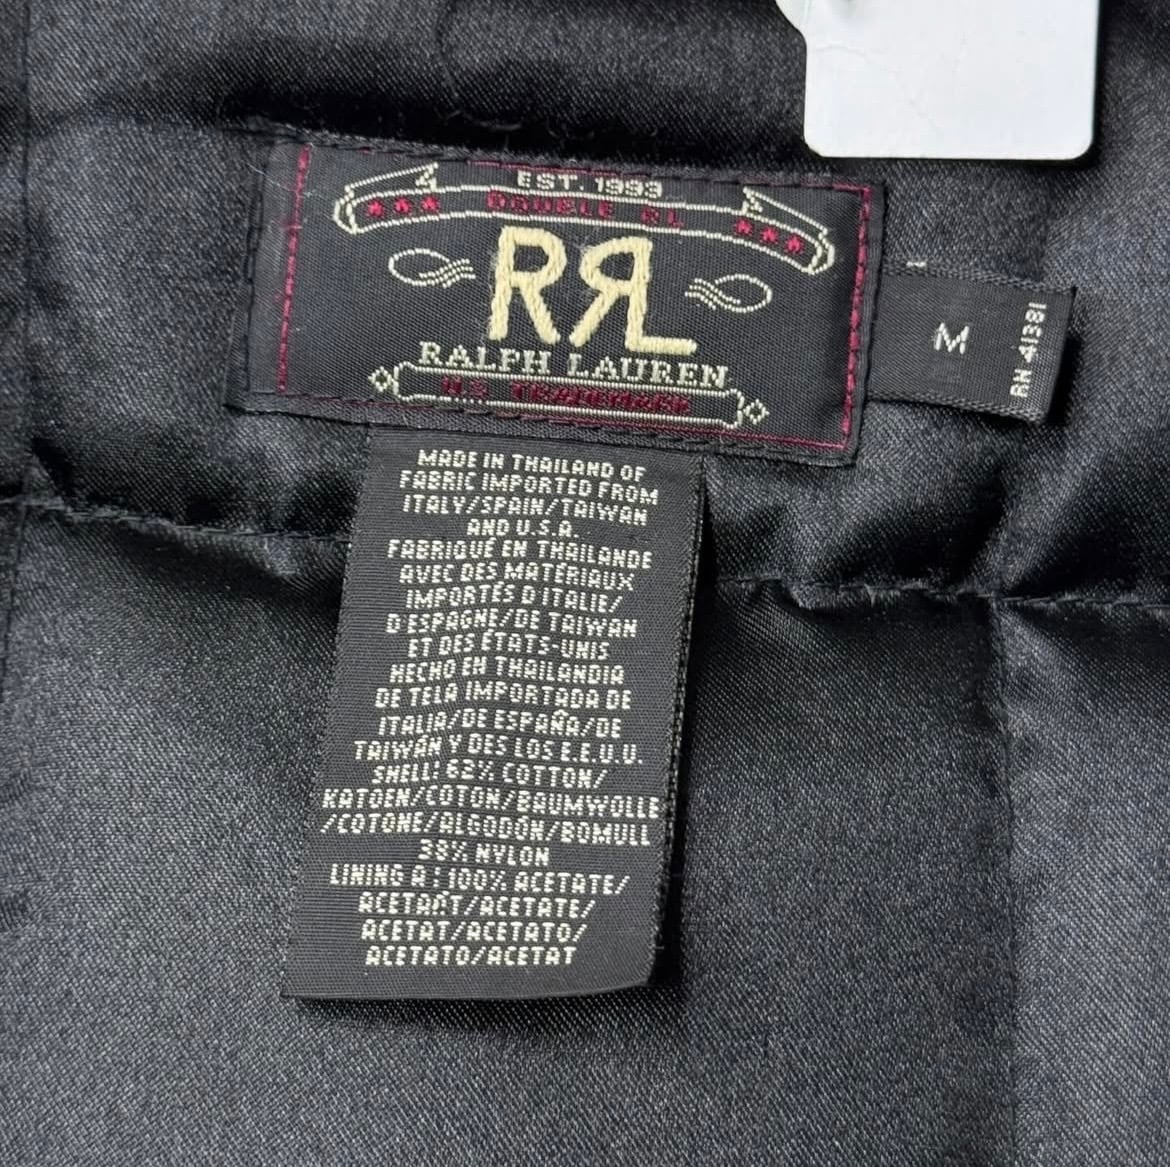 EST. 1993
DOUBLE RL
RRL
RALPH LAUREN
U.S. TRADEMARK
M
RN 41381
MADE IN THAILAND OF
FABRIC IMPORTED FROM
ITALY/SPAIN/TAIWAN
AND U.S.A.
FABRIQUÉ EN THAILANDE
AVEC DES MATÉRIAUX
IMPORTÉS D'ITALIE/
D'ESPAGNE/DE TAIWAN
ET DES ÉTATS-UNIS
HECHO EN THAILANDIA
DE TELA IMPORTADA DE
ITALIA/DE ESPAÑA/DE
TAIWÁN Y DES LOS E.E.U.U.
SHELL: 62% COTTON/
KATOEN/COTON/BAUMWOLLE
/COTONE/ALGODÓN/BOMULL
38% NYLON
LINING A : 100% ACETATE/
ACETAAT/ACETATE/
ACETAT/ACETATO/
ACETATO/ACETAT